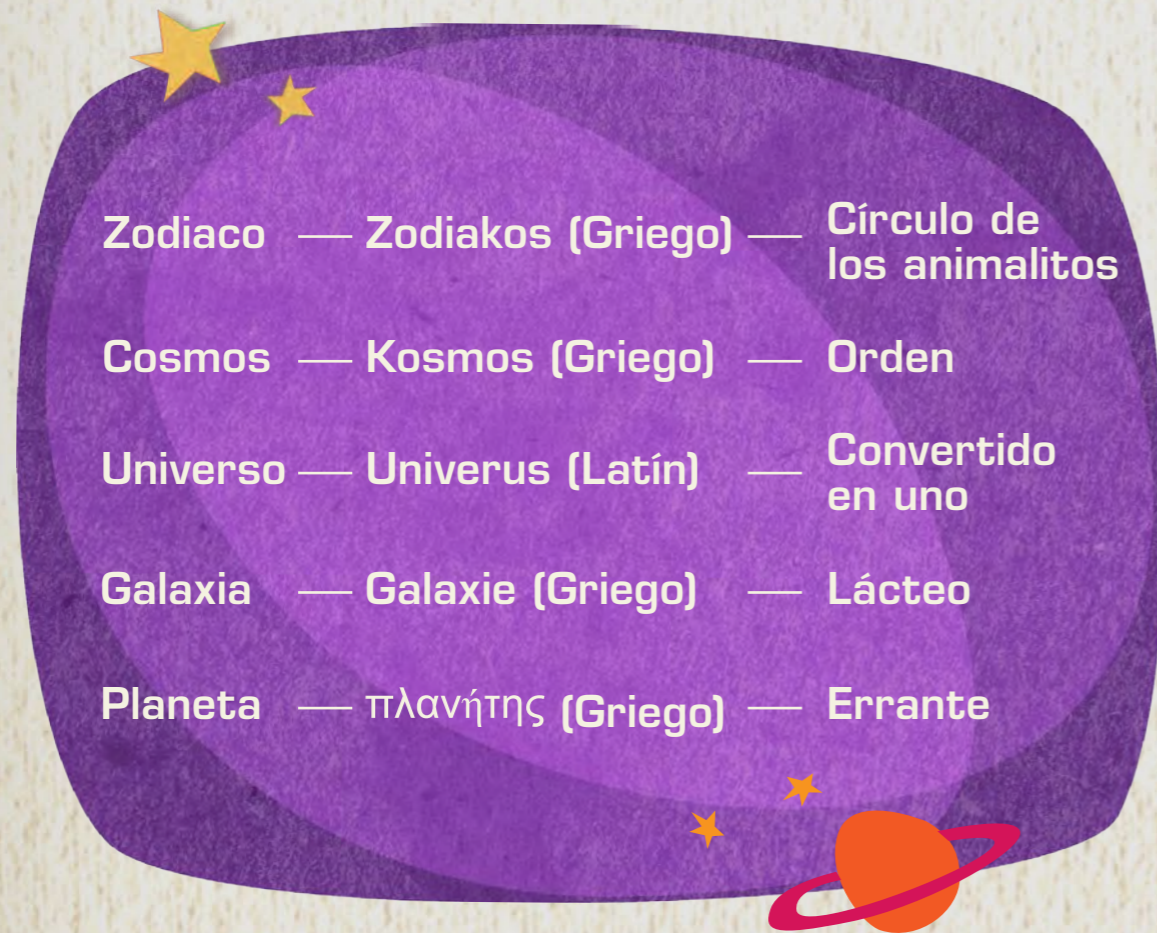 Zodiaco — Zodiakos (Griego) — Círculo de
los animalitos
Cosmos — Kosmos (Griego) — Orden
Universo — Univerus (Latín) — Convertido
en uno
Galaxia — Galaxie (Griego) — Lácteo
Planeta — πλανήτης (Griego) — Errante